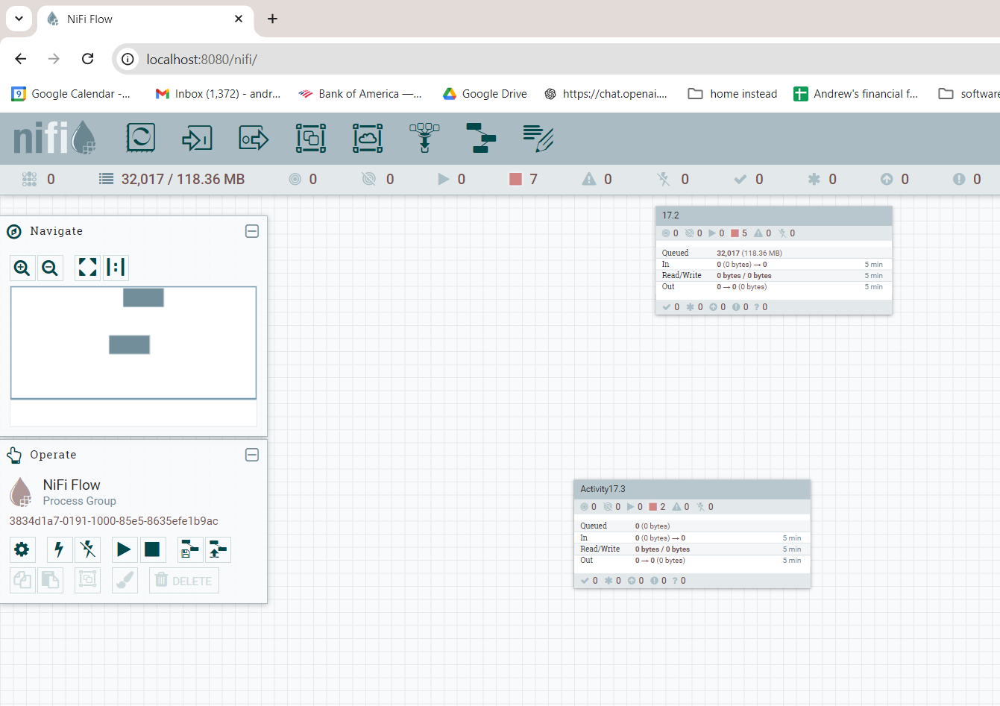 NiFi Flow
localhost:8080/nifi/
9 Google Calendar -... Inbox (1,372) - andr... Bank of America —... Google Drive https://chat.openai.... home instead Andrew's financial f... software
nifi
0 32,017 / 118.36 MB 0 0 0 7 0 0 0 0 0 0
Navigate
Operate
NiFi Flow
Process Group
3834d1a7-0191-1000-85e5-8635efe1b9ac
DELETE
17.2
0 0 0 5 0 0
Queued 32,017 (118.36 MB)
In 0 (0 bytes) → 0 5 min
Read/Write 0 bytes / 0 bytes 5 min
Out 0 → 0 (0 bytes) 5 min
0 0 0 0 ? 0
Activity17.3
0 0 0 2 0 0
Queued 0 (0 bytes)
In 0 (0 bytes) → 0 5 min
Read/Write 0 bytes / 0 bytes 5 min
Out 0 → 0 (0 bytes) 5 min
0 0 0 0 ? 0